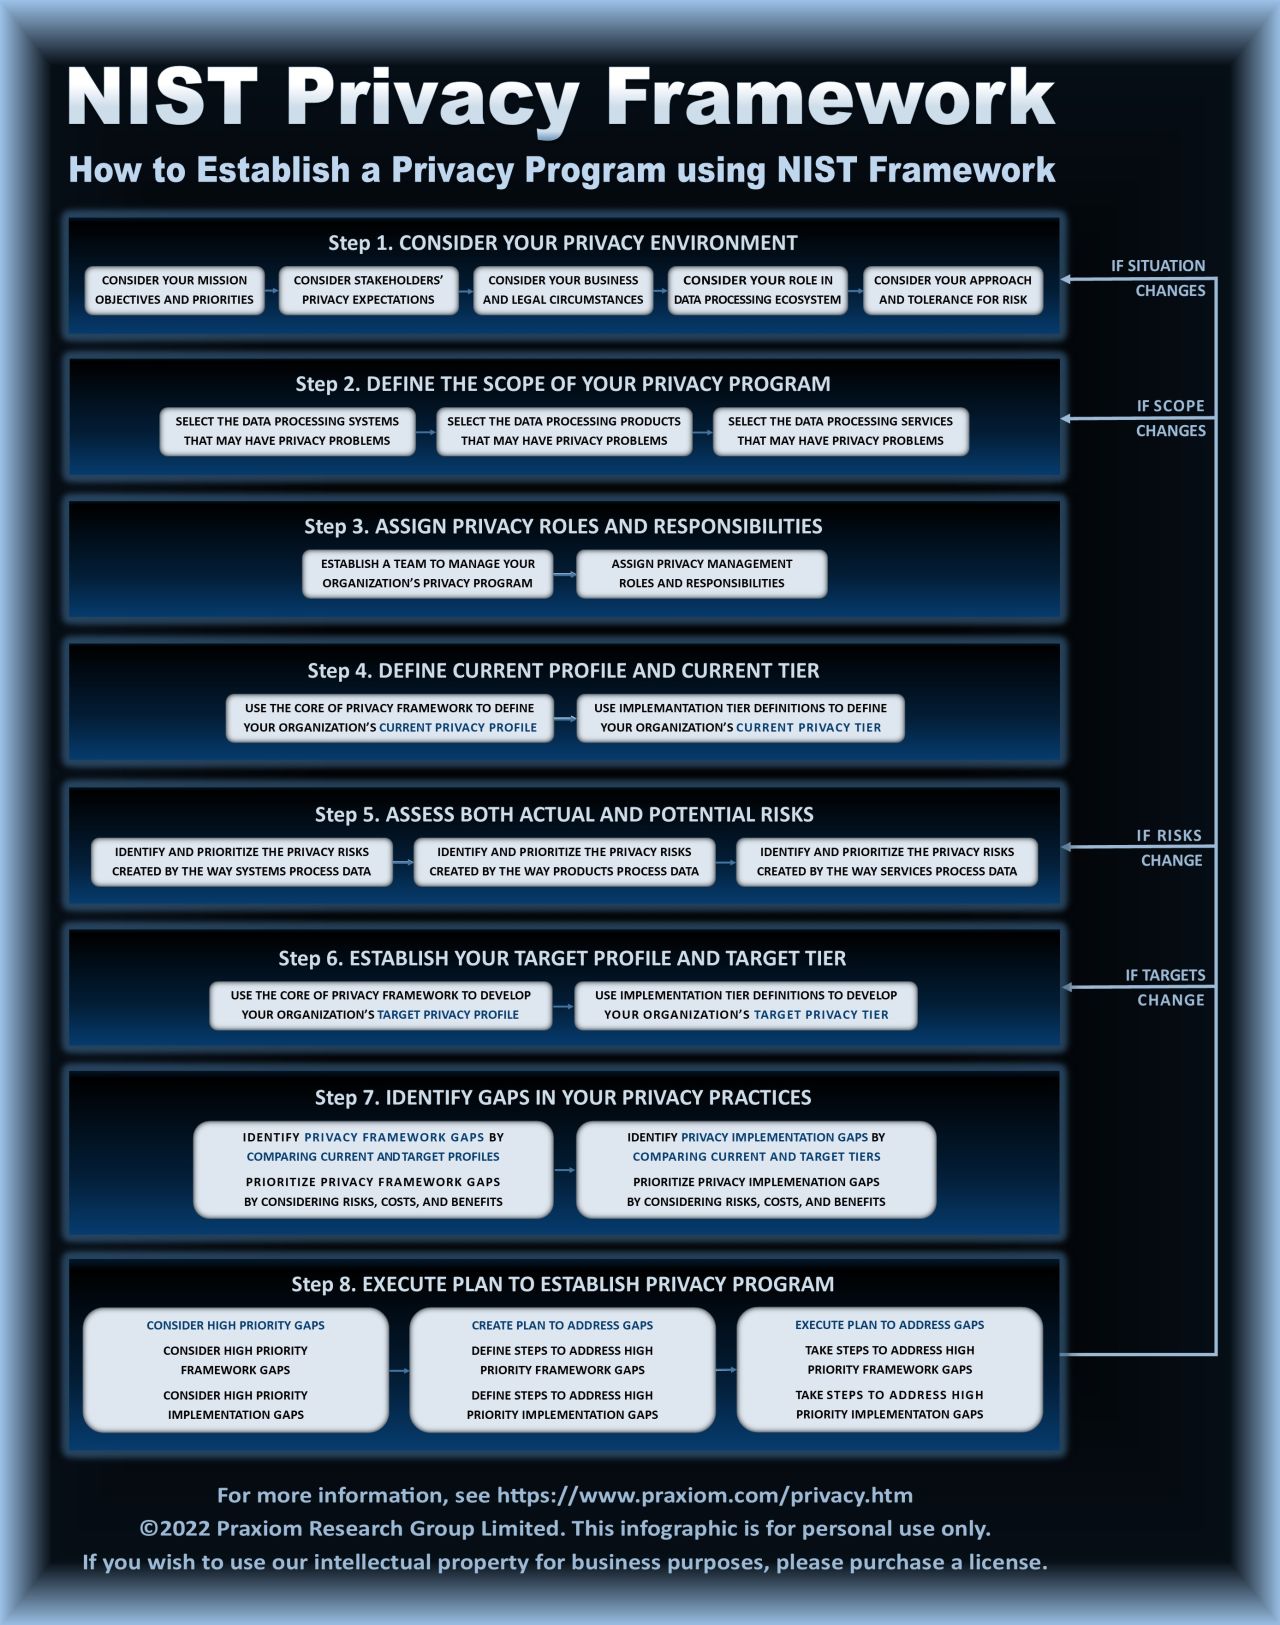 NIST Privacy Framework
How to Establish a Privacy Program using NIST Framework
Step 1. CONSIDER YOUR PRIVACY ENVIRONMENT
CONSIDER YOUR MISSION
OBJECTIVES AND PRIORITIES
CONSIDER STAKEHOLDERS’
PRIVACY EXPECTATIONS
CONSIDER YOUR BUSINESS
AND LEGAL CIRCUMSTANCES
CONSIDER YOUR ROLE IN
DATA PROCESSING ECOSYSTEM
CONSIDER YOUR APPROACH
AND TOLERANCE FOR RISK
IF SITUATION
CHANGES
Step 2. DEFINE THE SCOPE OF YOUR PRIVACY PROGRAM
SELECT THE DATA PROCESSING SYSTEMS
THAT MAY HAVE PRIVACY PROBLEMS
SELECT THE DATA PROCESSING PRODUCTS
THAT MAY HAVE PRIVACY PROBLEMS
SELECT THE DATA PROCESSING SERVICES
THAT MAY HAVE PRIVACY PROBLEMS
IF SCOPE
CHANGES
Step 3. ASSIGN PRIVACY ROLES AND RESPONSIBILITIES
ESTABLISH A TEAM TO MANAGE YOUR
ORGANIZATION’S PRIVACY PROGRAM
ASSIGN PRIVACY MANAGEMENT
ROLES AND RESPONSIBILITIES
Step 4. DEFINE CURRENT PROFILE AND CURRENT TIER
USE THE CORE OF PRIVACY FRAMEWORK TO DEFINE
YOUR ORGANIZATION’S CURRENT PRIVACY PROFILE
USE IMPLEMANTATION TIER DEFINITIONS TO DEFINE
YOUR ORGANIZATION’S CURRENT PRIVACY TIER
Step 5. ASSESS BOTH ACTUAL AND POTENTIAL RISKS
IDENTIFY AND PRIORITIZE THE PRIVACY RISKS
CREATED BY THE WAY SYSTEMS PROCESS DATA
IDENTIFY AND PRIORITIZE THE PRIVACY RISKS
CREATED BY THE WAY PRODUCTS PROCESS DATA
IDENTIFY AND PRIORITIZE THE PRIVACY RISKS
CREATED BY THE WAY SERVICES PROCESS DATA
IF RISKS
CHANGE
Step 6. ESTABLISH YOUR TARGET PROFILE AND TARGET TIER
USE THE CORE OF PRIVACY FRAMEWORK TO DEVELOP
YOUR ORGANIZATION’S TARGET PRIVACY PROFILE
USE IMPLEMENTATION TIER DEFINITIONS TO DEVELOP
YOUR ORGANIZATION’S TARGET PRIVACY TIER
IF TARGETS
CHANGE
Step 7. IDENTIFY GAPS IN YOUR PRIVACY PRACTICES
IDENTIFY PRIVACY FRAMEWORK GAPS BY
COMPARING CURRENT AND TARGET PROFILES
PRIORITIZE PRIVACY FRAMEWORK GAPS
BY CONSIDERING RISKS, COSTS, AND BENEFITS
IDENTIFY PRIVACY IMPLEMENTATION GAPS BY
COMPARING CURRENT AND TARGET TIERS
PRIORITIZE PRIVACY IMPLEMENATION GAPS
BY CONSIDERING RISKS, COSTS, AND BENEFITS
Step 8. EXECUTE PLAN TO ESTABLISH PRIVACY PROGRAM
CONSIDER HIGH PRIORITY GAPS
CONSIDER HIGH PRIORITY
FRAMEWORK GAPS
CONSIDER HIGH PRIORITY
IMPLEMENTATION GAPS
CREATE PLAN TO ADDRESS GAPS
DEFINE STEPS TO ADDRESS HIGH
PRIORITY FRAMEWORK GAPS
DEFINE STEPS TO ADDRESS HIGH
PRIORITY IMPLEMENTATION GAPS
EXECUTE PLAN TO ADDRESS GAPS
TAKE STEPS TO ADDRESS HIGH
PRIORITY FRAMEWORK GAPS
TAKE STEPS TO ADDRESS HIGH
PRIORITY IMPLEMENTATON GAPS
For more information, see https://www.praxiom.com/privacy.htm
©2022 Praxiom Research Group Limited. This infographic is for personal use only.
If you wish to use our intellectual property for business purposes, please purchase a license.